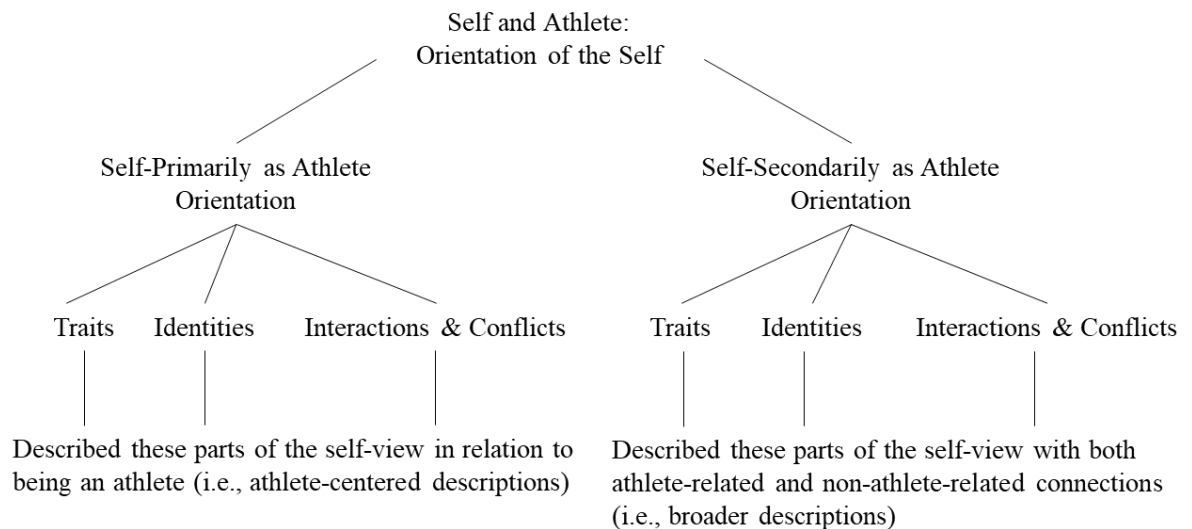 Self and Athlete:
Orientation of the Self
Self-Primarily as Athlete
Orientation
Self-Secondarily as Athlete
Orientation
Traits
Identities
Interactions & Conflicts
Traits
Identities
Interactions & Conflicts
Described these parts of the self-view in relation to
being an athlete (i.e., athlete-centered descriptions)
Described these parts of the self-view with both
athlete-related and non-athlete-related connections
(i.e., broader descriptions)